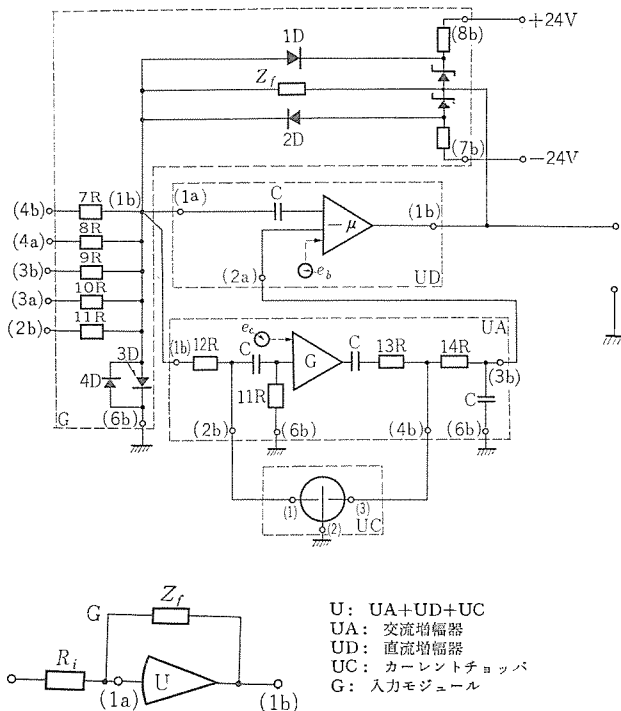 +24V
(8b)
1D
Zf
2D
(7b)
−24V
7R
(4b)
(1b)
(1a)
C
−μ
(1b)
8R
(4a)
9R
(3b)
eb
10R
(3a)
(2a)
UD
11R
(2b)
UA
3D
4D
(1b)
12R
ec
C
G
C
13R
14R
(3b)
11R
C
G
(6b)
(2b)
(6b)
(4b)
(6b)
(1)
(3)
(2)
UC
Zf
G
Ri
U
(1a)
(1b)
U: UA+UD+UC
UA: 交流増幅器
UD: 直流増幅器
UC: カーレントチョッパ
G: 入力モジュール